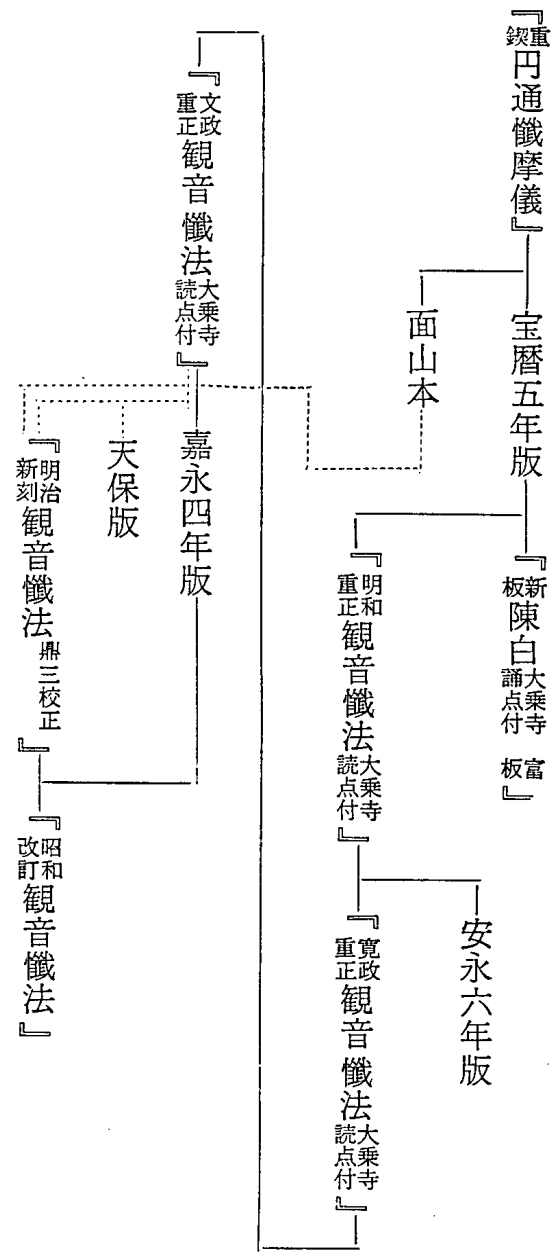 『重鍥円通懺摩儀』
宝暦五年版
『新板陳白大乗寺誦点付 富板』
面山本
『明和重正観音懺法大乗寺読点付』
安永六年版
『寛政重正観音懺法大乗寺読点付』
『文政重正観音懺法大乗寺読点付』
嘉永四年版
天保版
『明治新刻観音懺法鼎三校正』
『昭和改訂観音懺法』